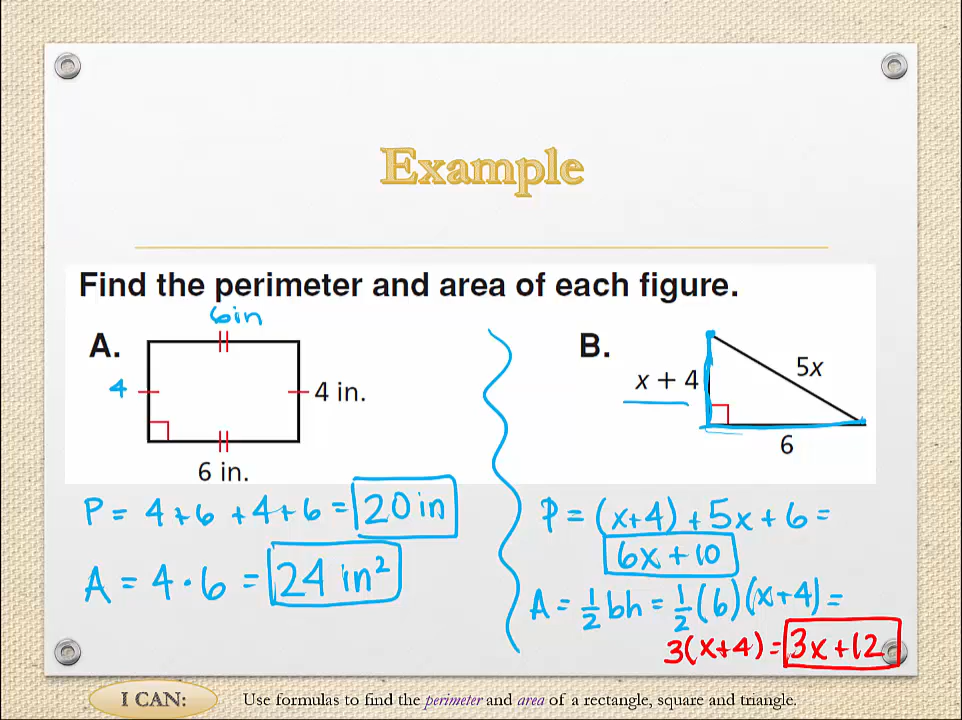 Example
Find the perimeter and area of each figure.
6in
A.
4
4 in.
6 in.
P = 4+6 +4+6 = 20 in
A = 4 · 6 = 24 in²
B.
5x
x + 4
6
P = (x+4) + 5x + 6 =
6x + 10
A = ½ bh = ½ (6)(x+4) =
3(x+4) = 3x + 12
I CAN: Use formulas to find the perimeter and area of a rectangle, square and triangle.